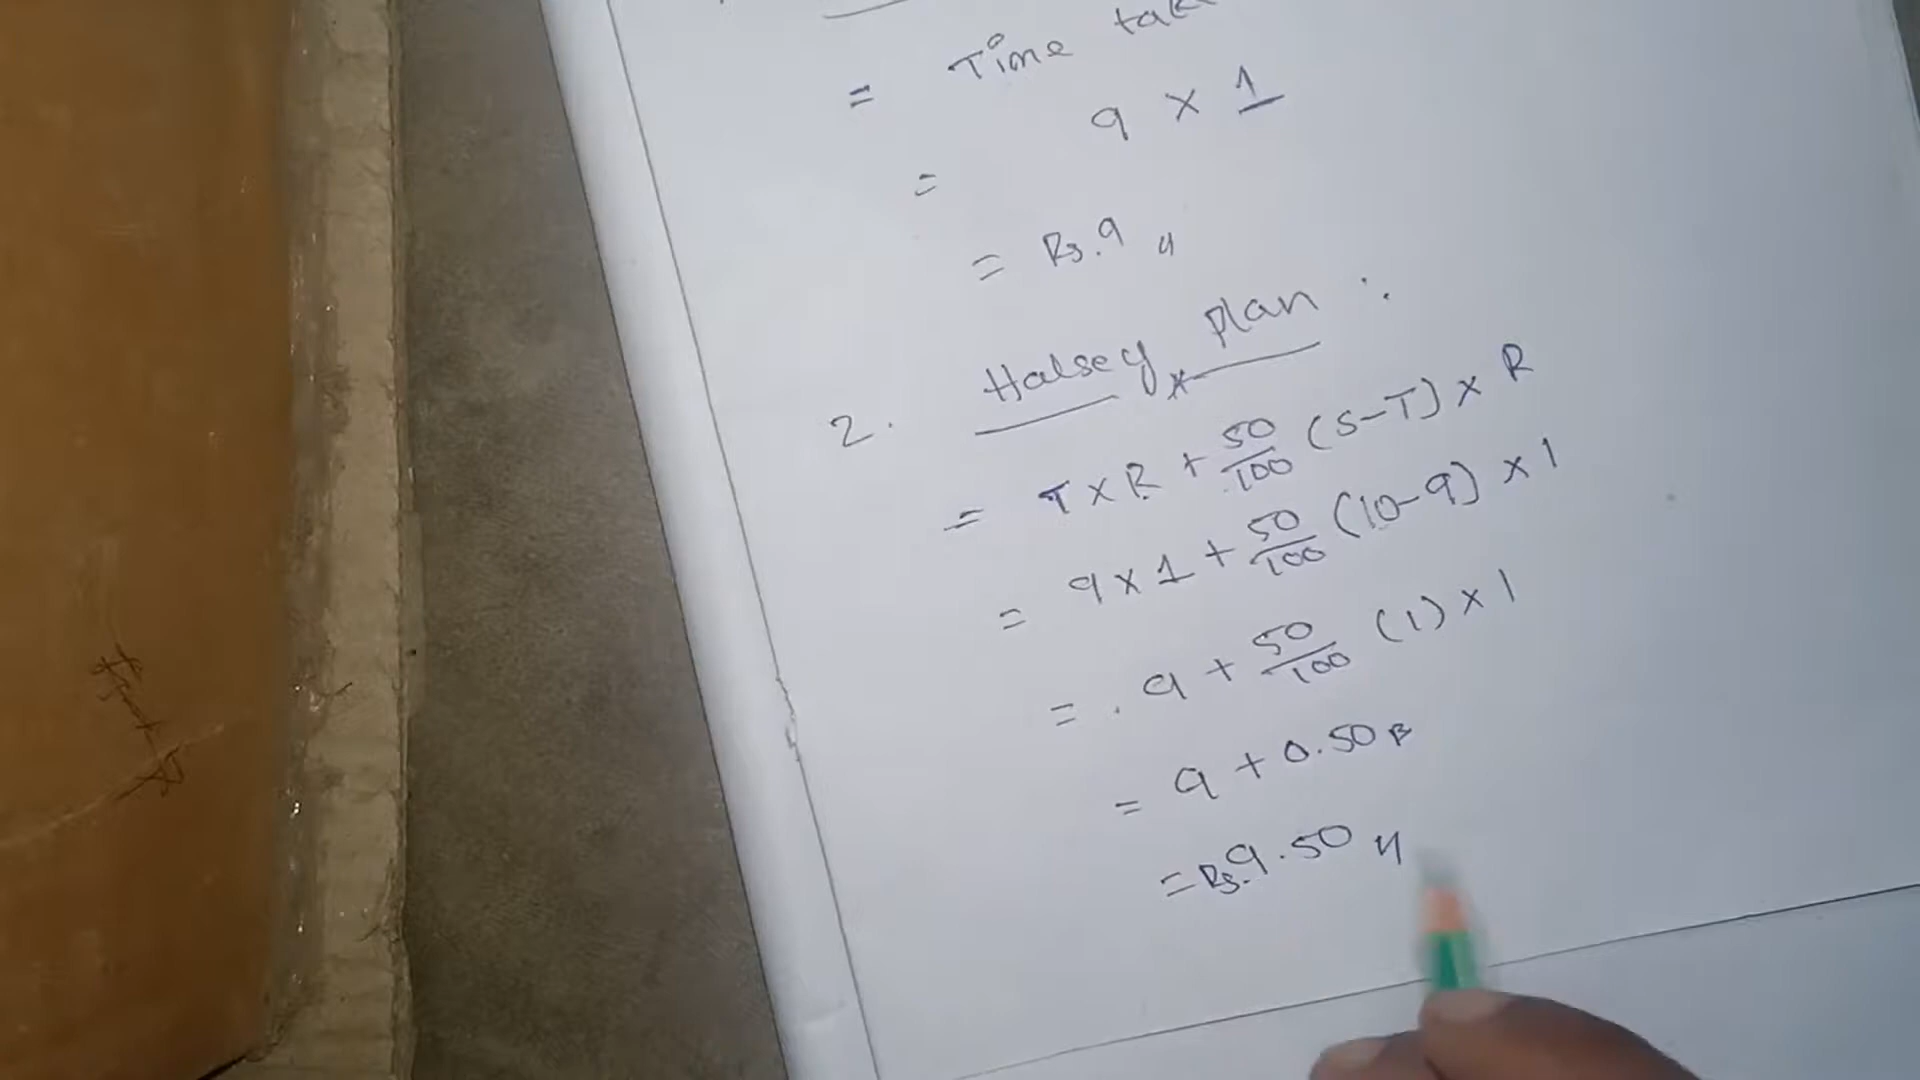 = Time
9 × 1
=
= Rs. 9
2. Halsey plan :
= T × R + 50/100 (S-T) × R
= 9 × 1 + 50/100 (10-9) × 1
= 9 + 50/100 (1) × 1
= 9 + 0.50
= Rs. 9.50